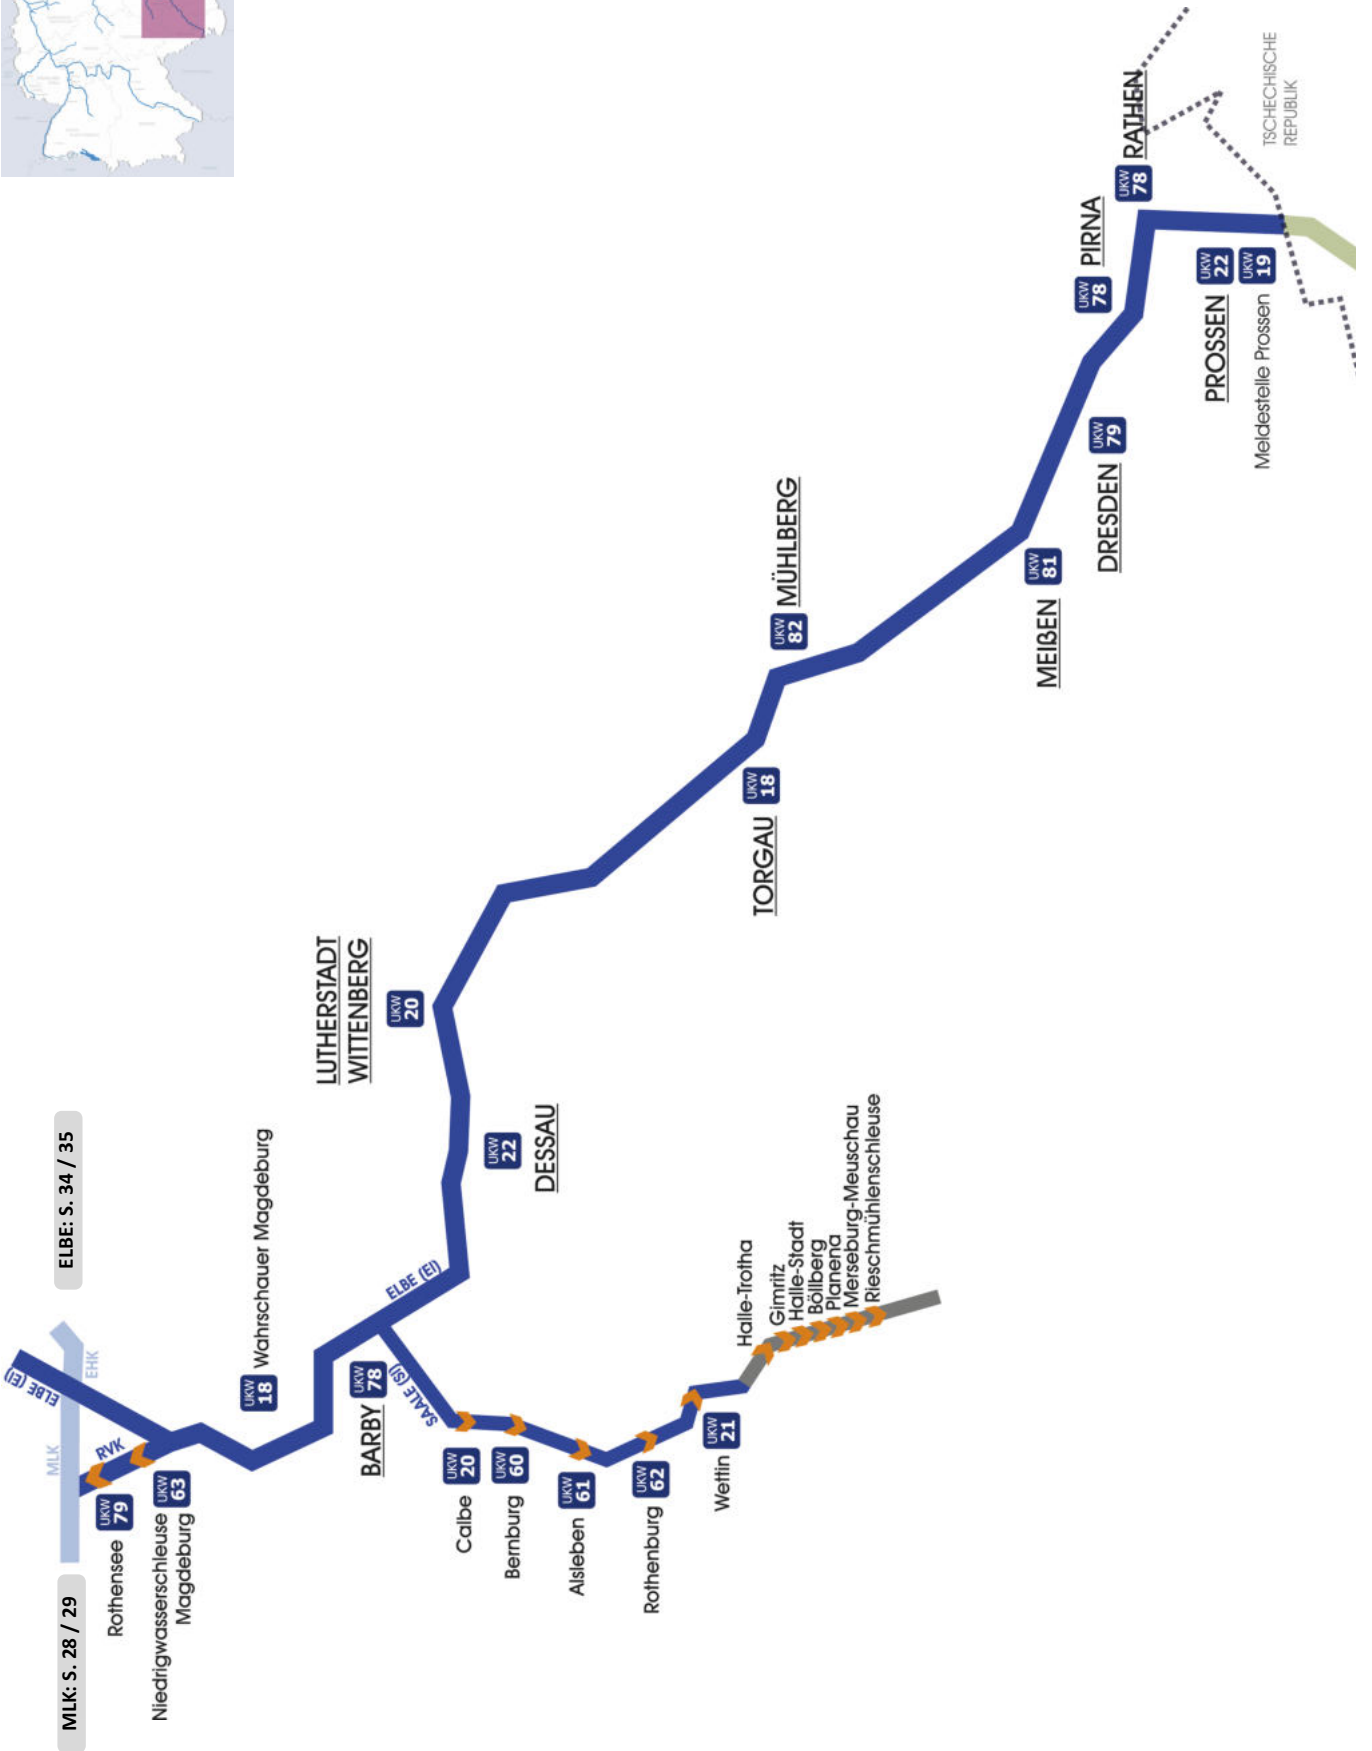 MLK: S. 28 / 29
ELBE: S. 34 / 35
MLK
EHK
ELBE (El)
RVK
UKW
79
Rothensee
UKW
63
Niedrigwasserschleuse
Magdeburg
UKW
18
Wahrschauer Magdeburg
UKW
78
BARBY
ELBE (El)
SAALE (Sl)
UKW
20
Calbe
UKW
60
Bernburg
UKW
61
Alsleben
UKW
62
Rothenburg
UKW
21
Wettin
Halle-Trotha
Gimritz
Halle-Stadt
Böllberg
Planena
Merseburg-Meuschau
Rieschmühlenschleuse
UKW
22
DESSAU
LUTHERSTADT
WITTENBERG
UKW
20
TORGAU
UKW
18
UKW
82
MÜHLBERG
MEIßEN
UKW
81
DRESDEN
UKW
79
UKW
78
PIRNA
UKW
78
RATHEN
PROSSEN
UKW
22
UKW
19
Meldestelle Prossen
TSCHECHISCHE
REPUBLIK